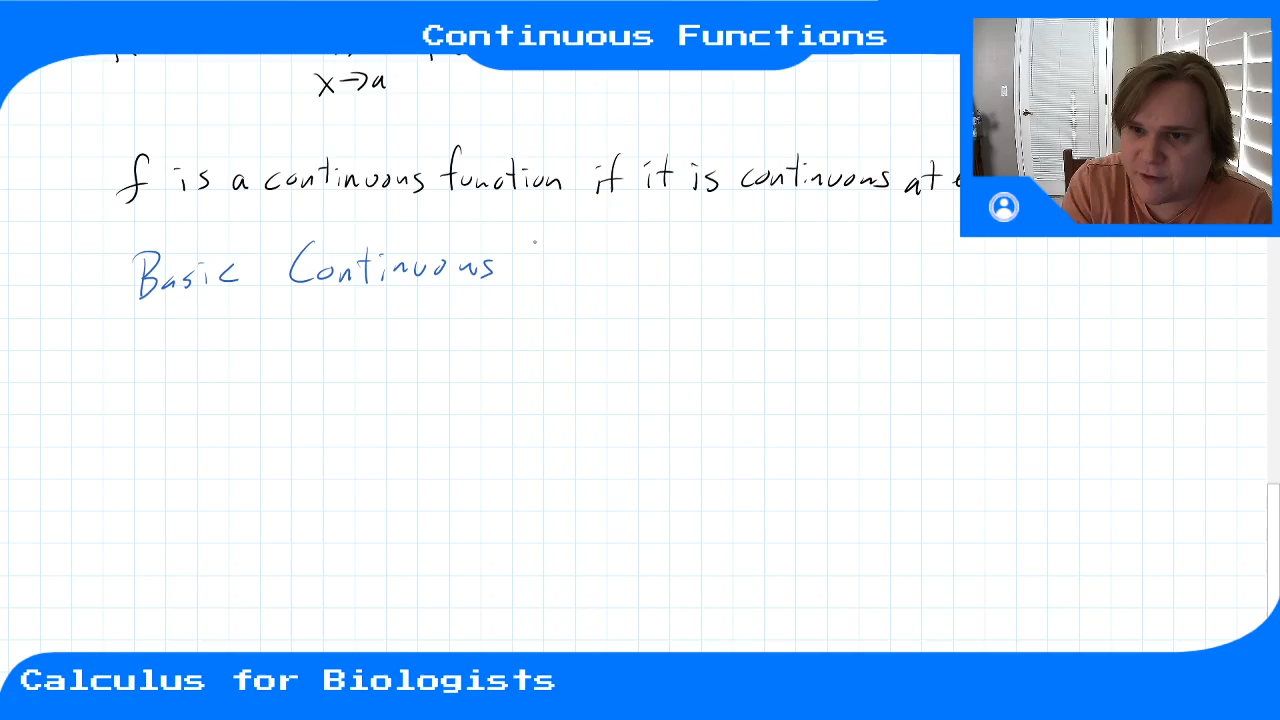 Continuous Functions
x→a
f is a continuous function if it is continuous at
Basic Continuous
Calculus for Biologists